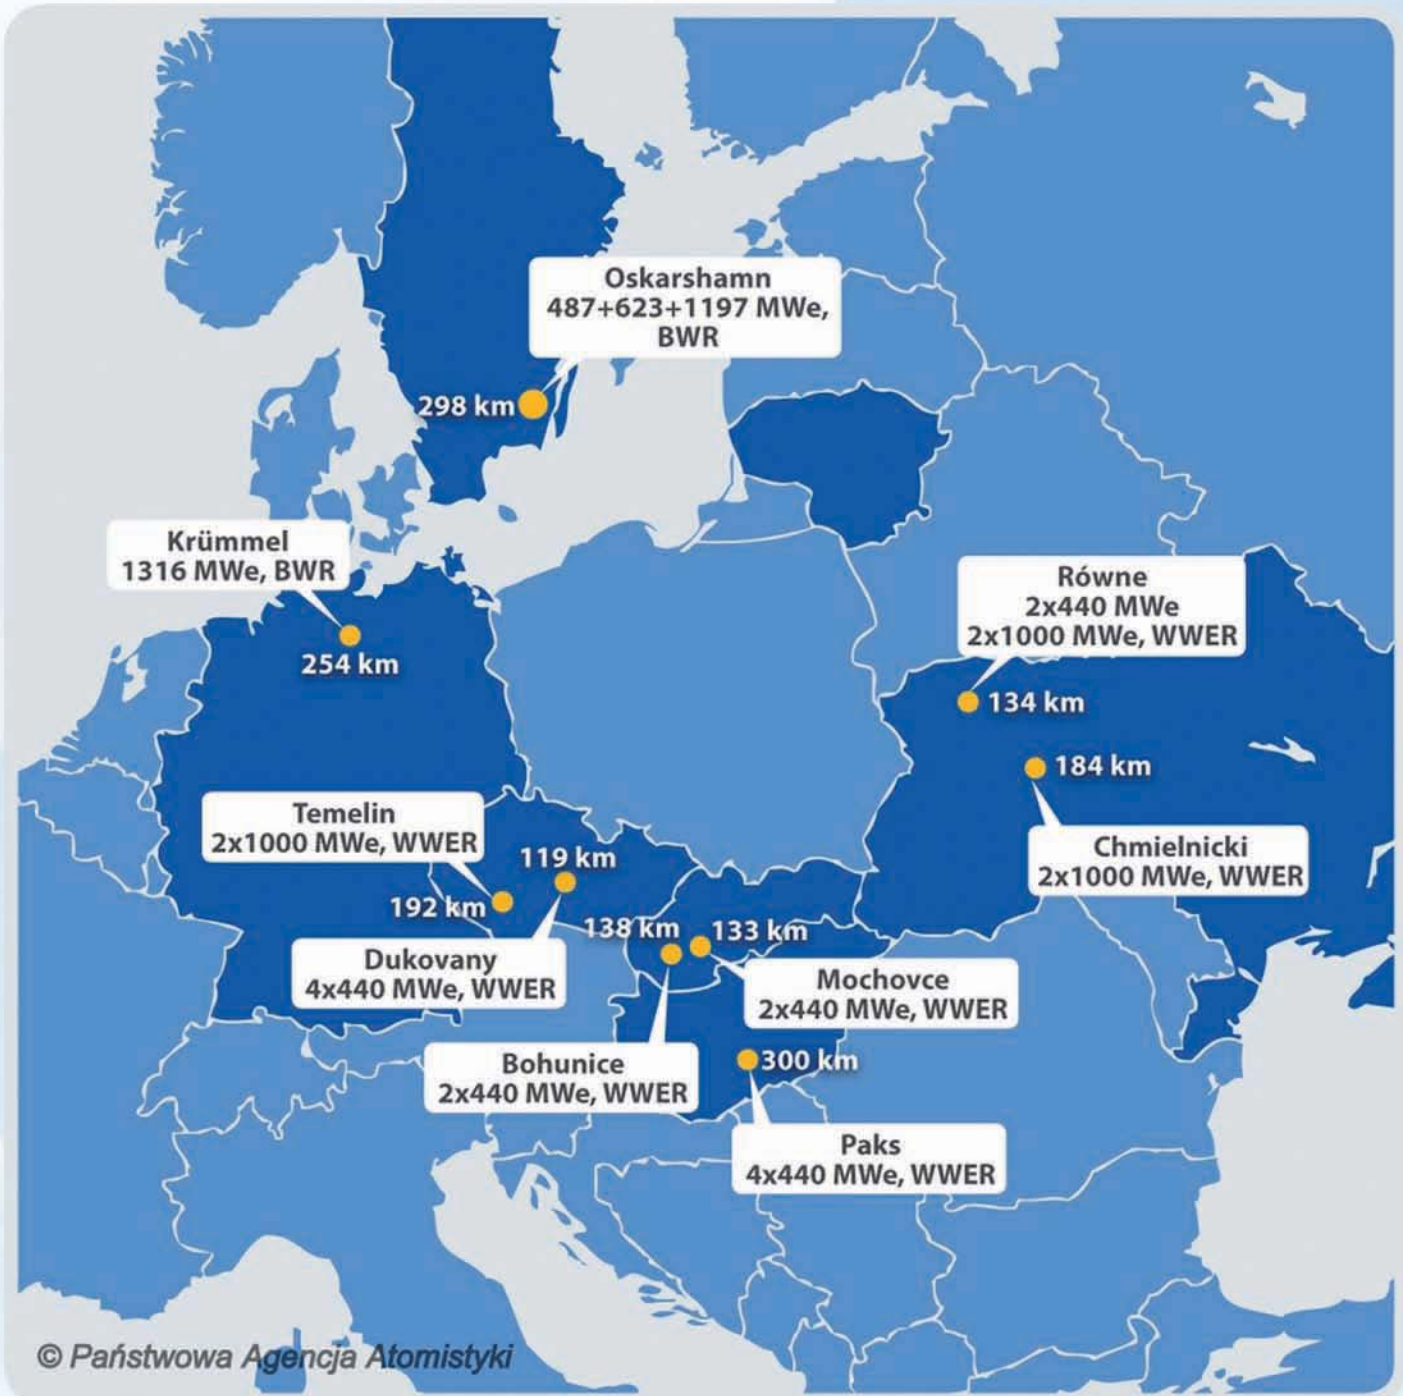 Oskarshamn
487+623+1197 MWe,
BWR
298 km
Krümmel
1316 MWe, BWR
254 km
Równe
2x440 MWe
2x1000 MWe, WWER
134 km
184 km
Chmielnicki
2x1000 MWe, WWER
Temelin
2x1000 MWe, WWER
192 km
119 km
Dukovany
4x440 MWe, WWER
138 km
133 km
Mochovce
2x440 MWe, WWER
Bohunice
2x440 MWe, WWER
300 km
Paks
4x440 MWe, WWER
© Państwowa Agencja Atomistyki